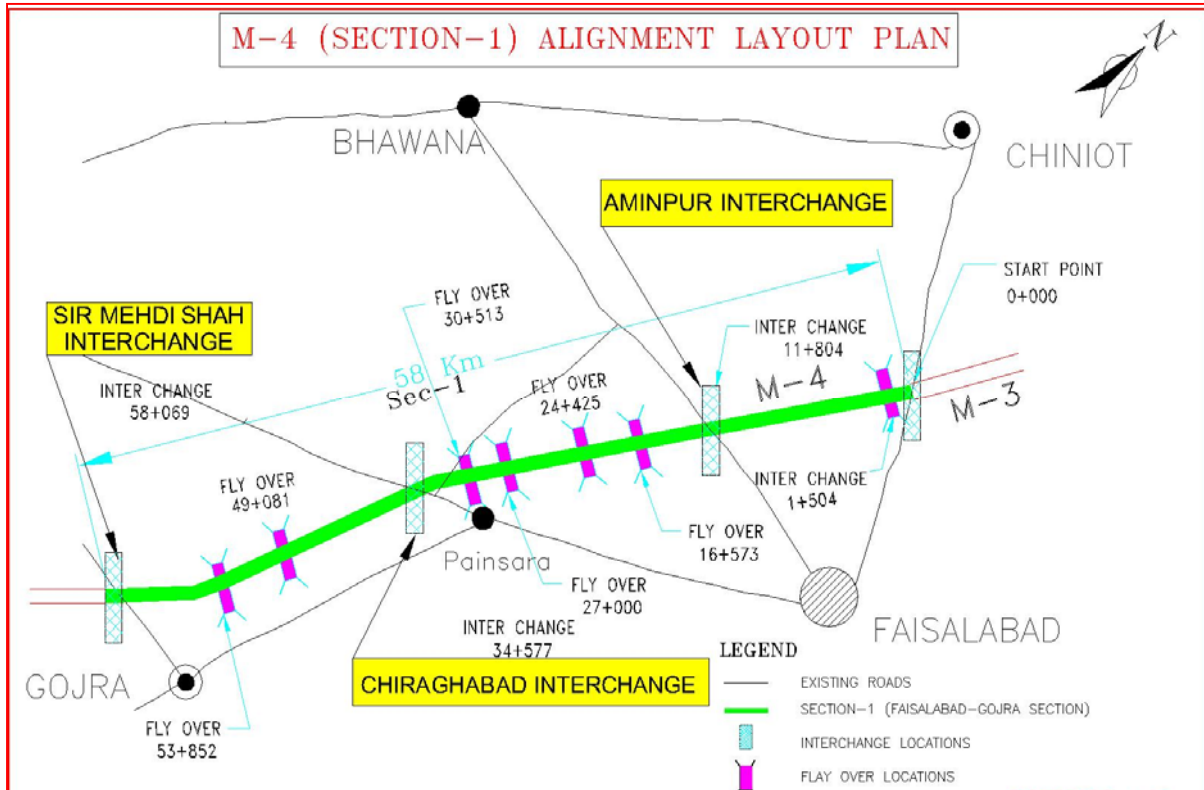 M-4 (SECTION-1) ALIGNMENT LAYOUT PLAN
N
BHAWANA
CHINIOT
AMINPUR INTERCHANGE
START POINT
0+000
FLY OVER
30+513
SIR MEHDI SHAH
INTERCHANGE
INTER CHANGE
11+804
58 Km
Sec-1
INTER CHANGE
58+069
FLY OVER
24+425
M-4
M-3
FLY OVER
49+081
INTER CHANGE
1+504
FLY OVER
16+573
Painsara
FLY OVER
27+000
INTER CHANGE
34+577
FAISALABAD
CHIRAGHABAD INTERCHANGE
GOJRA
FLY OVER
53+852
LEGEND
EXISTING ROADS
SECTION-1 (FAISALABAD-GOJRA SECTION)
INTERCHANGE LOCATIONS
FLAY OVER LOCATIONS